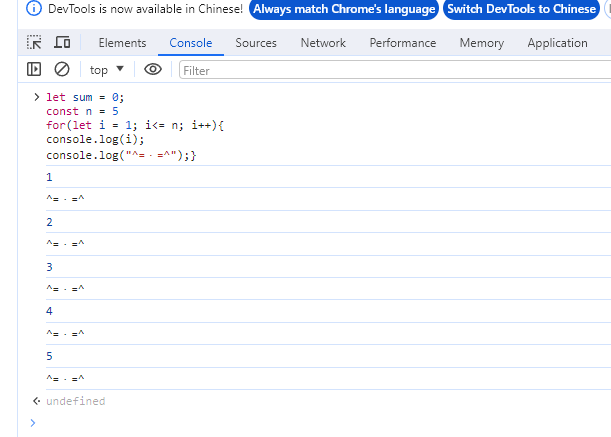 DevTools is now available in Chinese! Always match Chrome's language Switch DevTools to Chinese
Elements Console Sources Network Performance Memory Application
top Filter
let sum = 0;
const n = 5
for(let i = 1; i<= n; i++){
console.log(i);
console.log("^= · =^");}
1
^= · =^
2
^= · =^
3
^= · =^
4
^= · =^
5
^= · =^
undefined